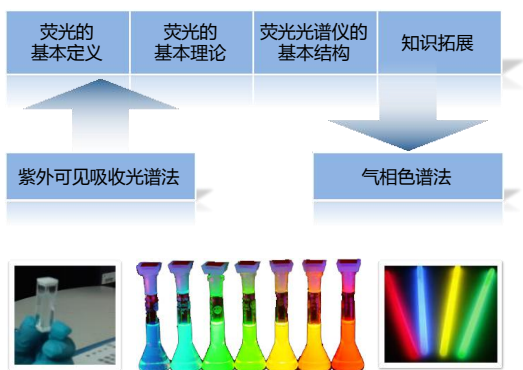 荧光的
基本定义
荧光的
基本理论
荧光光谱仪的
基本结构
知识拓展
紫外可见吸收光谱法
气相色谱法